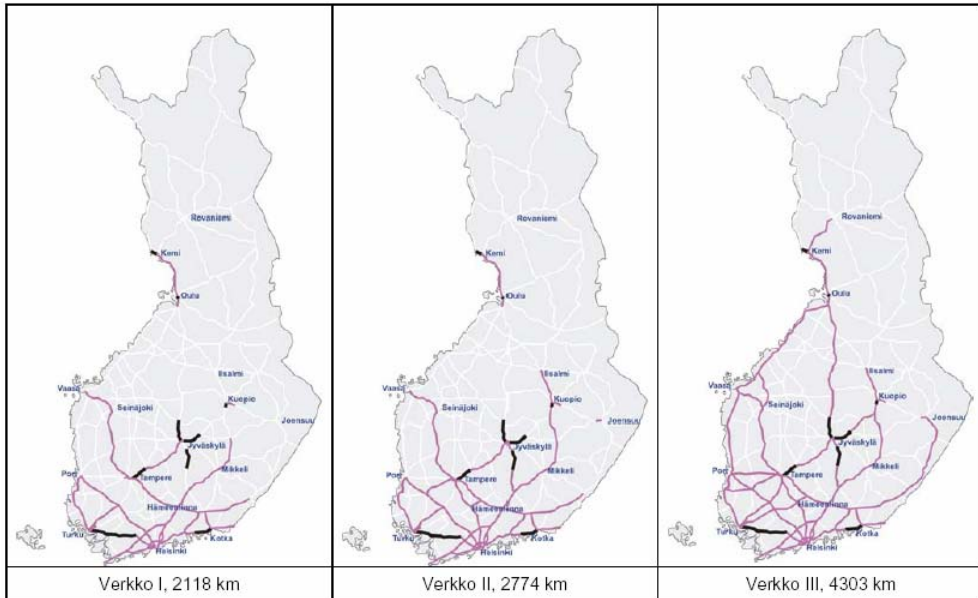 Rovaniemi
Kemi
Oulu
Iisalmi
Vaasa
Kuopio
Seinäjoki
Joensuu
Jyväskylä
Pori
Tampere
Mikkeli
Hämeenlinna
Turku
Kotka
Helsinki
Verkko I, 2118 km
Rovaniemi
Kemi
Oulu
Iisalmi
Vaasa
Kuopio
Seinäjoki
Joensuu
Jyväskylä
Pori
Tampere
Mikkeli
Hämeenlinna
Turku
Kotka
Helsinki
Verkko II, 2774 km
Rovaniemi
Kemi
Oulu
Iisalmi
Vaasa
Kuopio
Seinäjoki
Joensuu
Jyväskylä
Pori
Tampere
Mikkeli
Hämeenlinna
Turku
Kotka
Helsinki
Verkko III, 4303 km